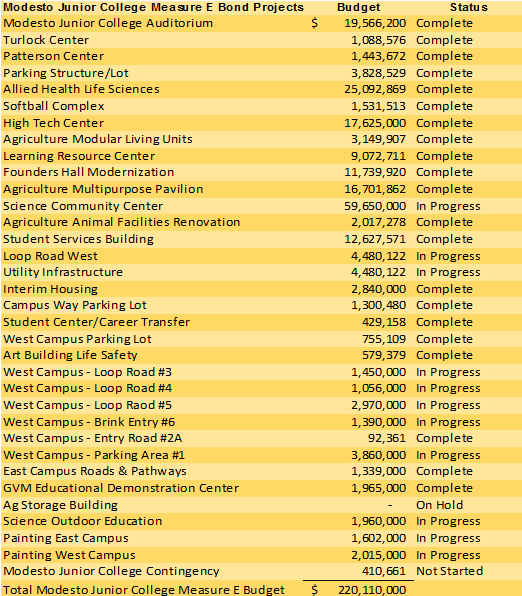 Modesto Junior College Measure E Bond Projects Budget Status
Modesto Junior College Auditorium $ 19,566,200 Complete
Turlock Center 1,088,576 Complete
Patterson Center 1,443,672 Complete
Parking Structure/Lot 3,828,529 Complete
Allied Health Life Sciences 25,092,869 Complete
Softball Complex 1,531,513 Complete
High Tech Center 17,625,000 Complete
Agriculture Modular Living Units 3,149,907 Complete
Learning Resource Center 9,072,711 Complete
Founders Hall Modernization 11,739,920 Complete
Agriculture Multipurpose Pavilion 16,701,862 Complete
Science Community Center 59,650,000 In Progress
Agriculture Animal Facilities Renovation 2,017,278 Complete
Student Services Building 12,627,571 Complete
Loop Road West 4,480,122 In Progress
Utility Infrastructure 4,480,122 In Progress
Interim Housing 2,840,000 Complete
Campus Way Parking Lot 1,300,480 Complete
Student Center/Career Transfer 429,158 Complete
West Campus Parking Lot 755,109 Complete
Art Building Life Safety 579,379 Complete
West Campus - Loop Road #3 1,450,000 In Progress
West Campus - Loop Road #4 1,056,000 In Progress
West Campus - Loop Raod #5 2,970,000 In Progress
West Campus - Brink Entry #6 1,390,000 In Progress
West Campus - Entry Road #2A 92,361 Complete
West Campus - Parking Area #1 3,860,000 In Progress
East Campus Roads & Pathways 1,339,000 Complete
GVM Educational Demonstration Center 1,965,000 Complete
Ag Storage Building - On Hold
Science Outdoor Education 1,960,000 In Progress
Painting East Campus 1,602,000 In Progress
Painting West Campus 2,015,000 In Progress
Modesto Junior College Contingency 410,661 Not Started
Total Modesto Junior College Measure E Budget $ 220,110,000